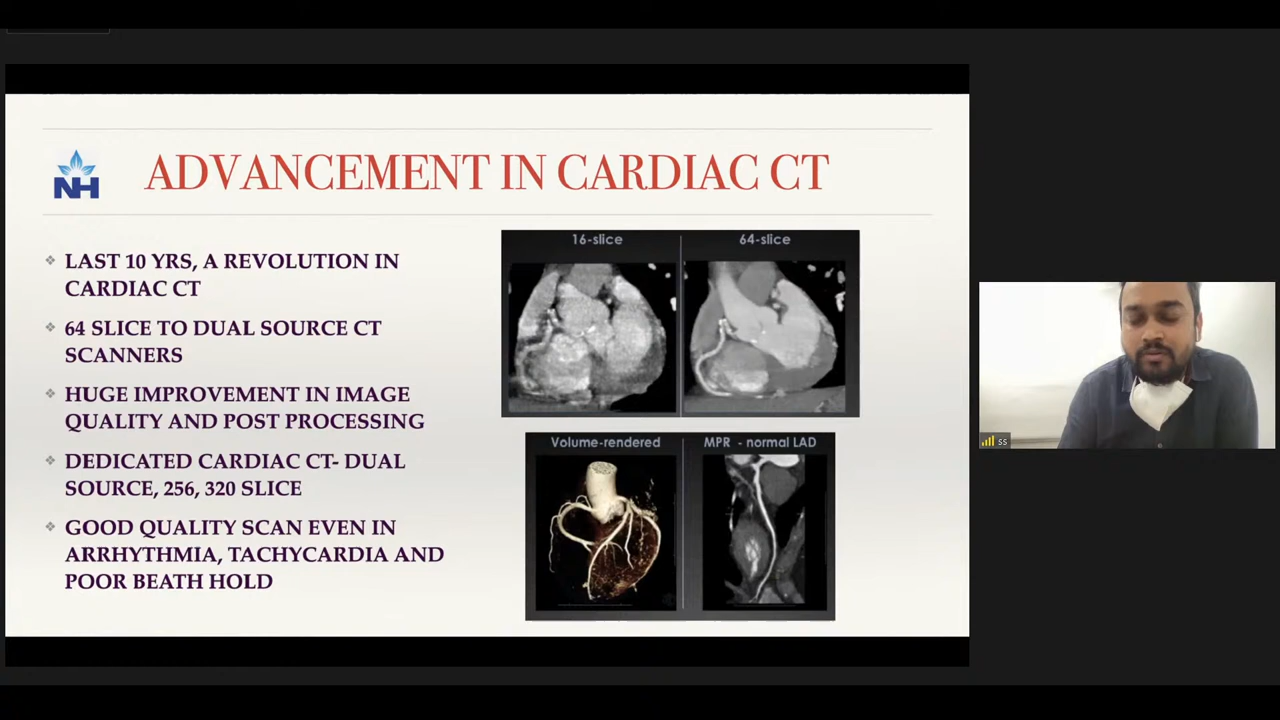 NH
ADVANCEMENT IN CARDIAC CT
LAST 10 YRS, A REVOLUTION IN
CARDIAC CT
64 SLICE TO DUAL SOURCE CT
SCANNERS
HUGE IMPROVEMENT IN IMAGE
QUALITY AND POST PROCESSING
DEDICATED CARDIAC CT- DUAL
SOURCE, 256, 320 SLICE
GOOD QUALITY SCAN EVEN IN
ARRHYTHMIA, TACHYCARDIA AND
POOR BEATH HOLD
16-slice
64-slice
Volume-rendered
MPR - normal LAD
ss